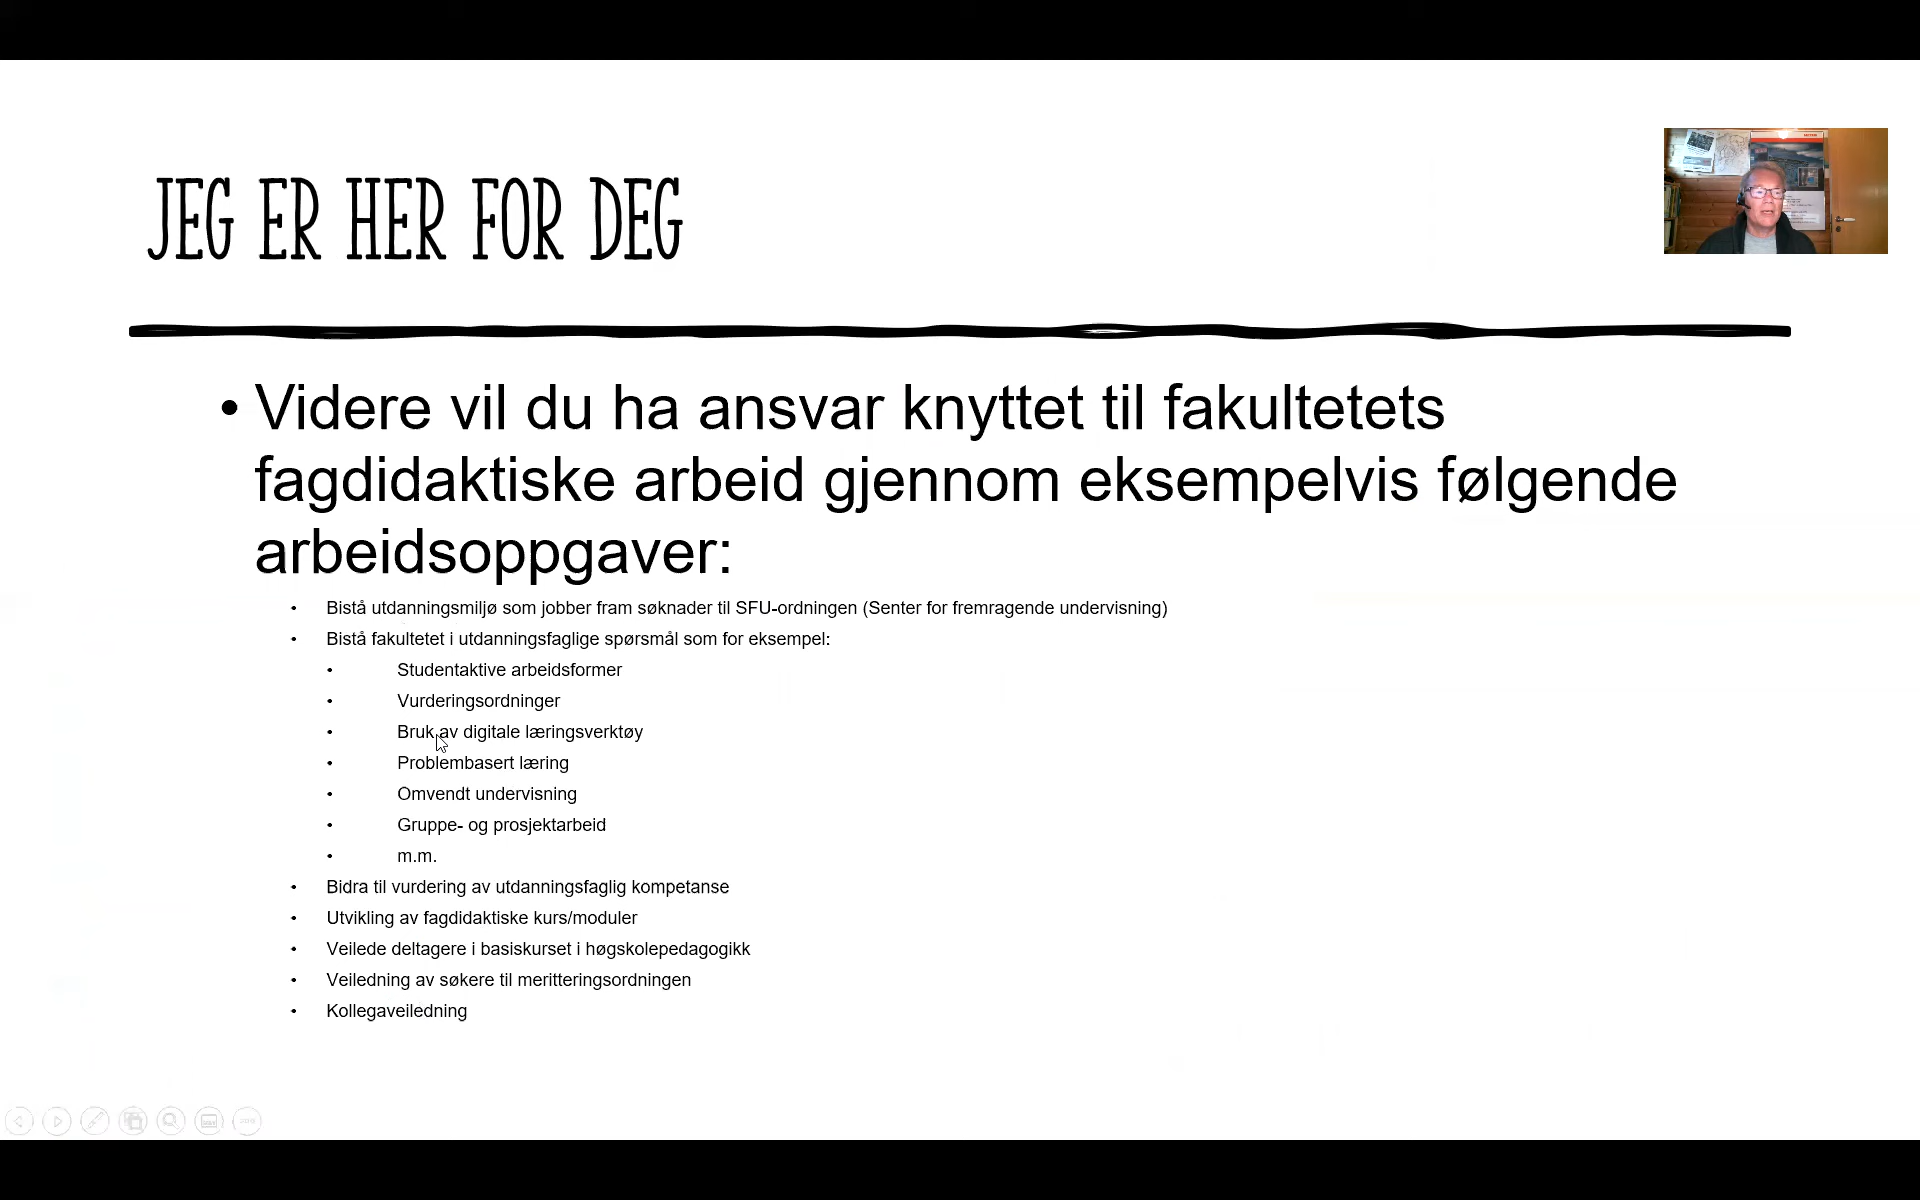 JEG ER HER FOR DEG
• Videre vil du ha ansvar knyttet til fakultetets
fagdidaktiske arbeid gjennom eksempelvis følgende
arbeidsoppgaver:
• Bistå utdanningsmiljø som jobber fram søknader til SFU-ordningen (Senter for fremragende undervisning)
• Bistå fakultetet i utdanningsfaglige spørsmål som for eksempel:
• Studentaktive arbeidsformer
• Vurderingsordninger
• Bruk av digitale læringsverktøy
• Problembasert læring
• Omvendt undervisning
• Gruppe- og prosjektarbeid
• m.m.
• Bidra til vurdering av utdanningsfaglig kompetanse
• Utvikling av fagdidaktiske kurs/moduler
• Veilede deltagere i basiskurset i høgskolepedagogikk
• Veiledning av søkere til meritteringsordningen
• Kollegaveiledning